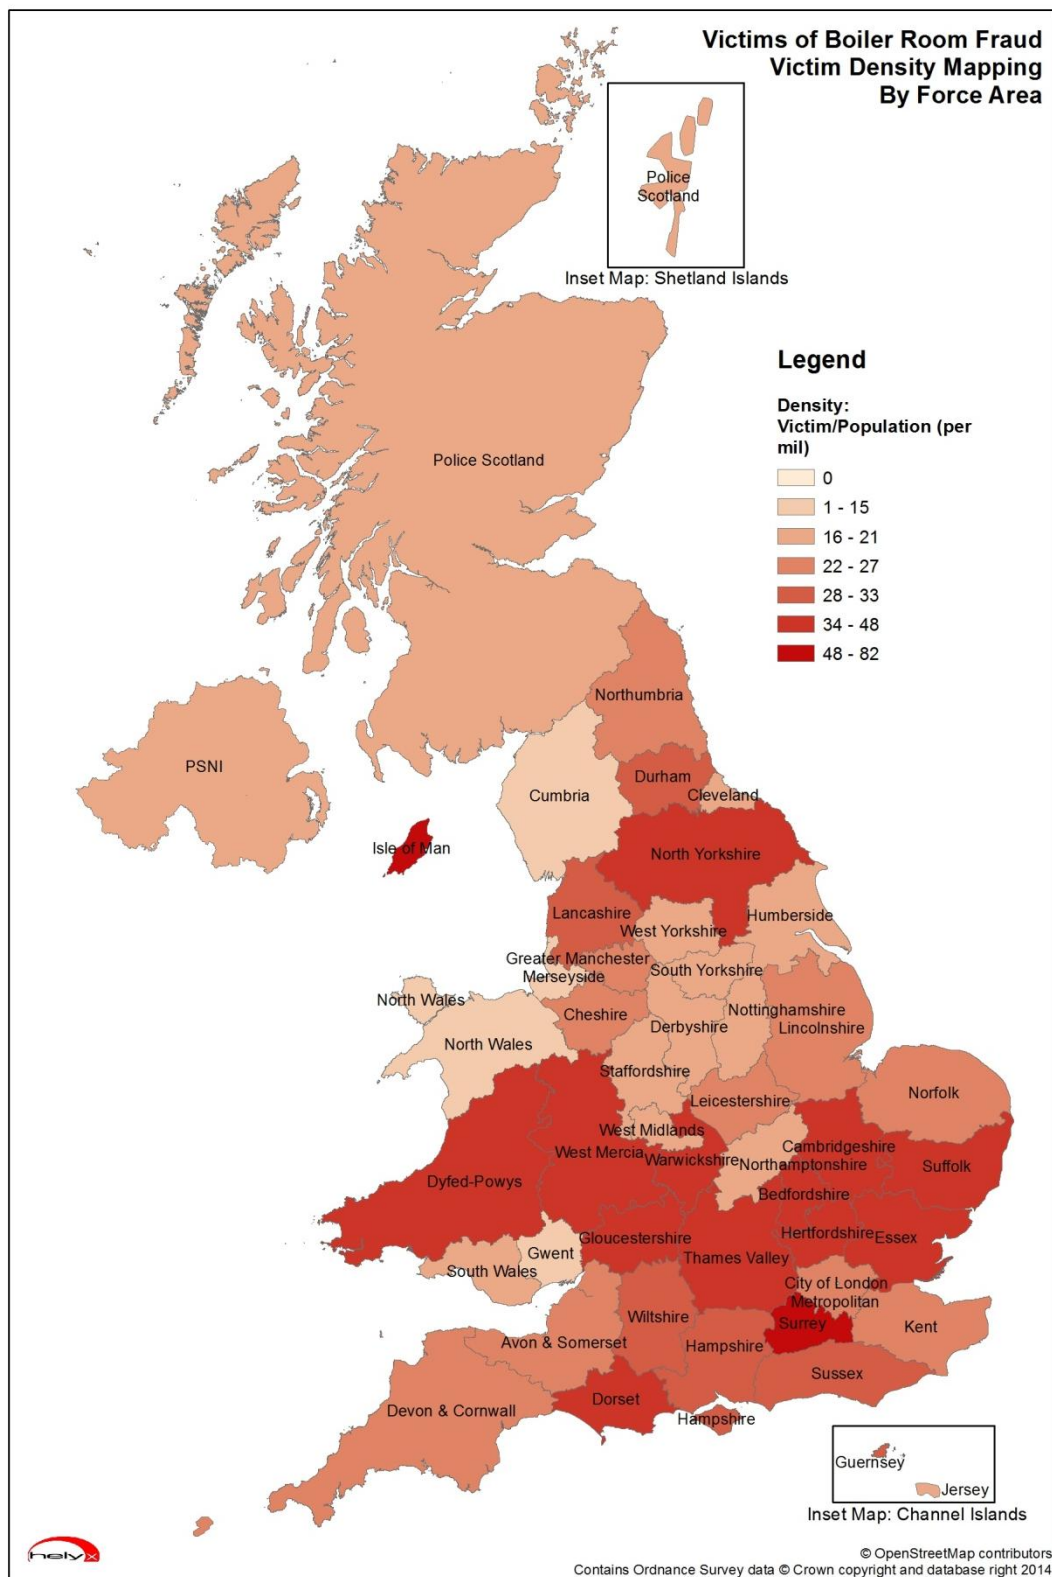 Victims of Boiler Room Fraud
Victim Density Mapping
By Force Area
Police
Scotland
Inset Map: Shetland Islands
Legend
Density:
Victim/Population (per
mil)
0
1 - 15
16 - 21
22 - 27
28 - 33
34 - 48
48 - 82
Police Scotland
Northumbria
PSNI
Durham
Cleveland
Cumbria
Isle of Man
North Yorkshire
Lancashire
Humberside
West Yorkshire
Greater Manchester
South Yorkshire
Merseyside
North Wales
Cheshire
Nottinghamshire
Derbyshire
Lincolnshire
North Wales
Staffordshire
Norfolk
Leicestershire
West Midlands
Cambridgeshire
West Mercia
Warwickshire
Northamptonshire
Suffolk
Dyfed-Powys
Bedfordshire
Gloucestershire
Hertfordshire
Essex
Gwent
Thames Valley
South Wales
City of London
Metropolitan
Wiltshire
Surrey
Kent
Avon & Somerset
Hampshire
Sussex
Dorset
Devon & Cornwall
Hampshire
Guernsey
Jersey
Inset Map: Channel Islands
helyx
© OpenStreetMap contributors
Contains Ordnance Survey data © Crown copyright and database right 2014